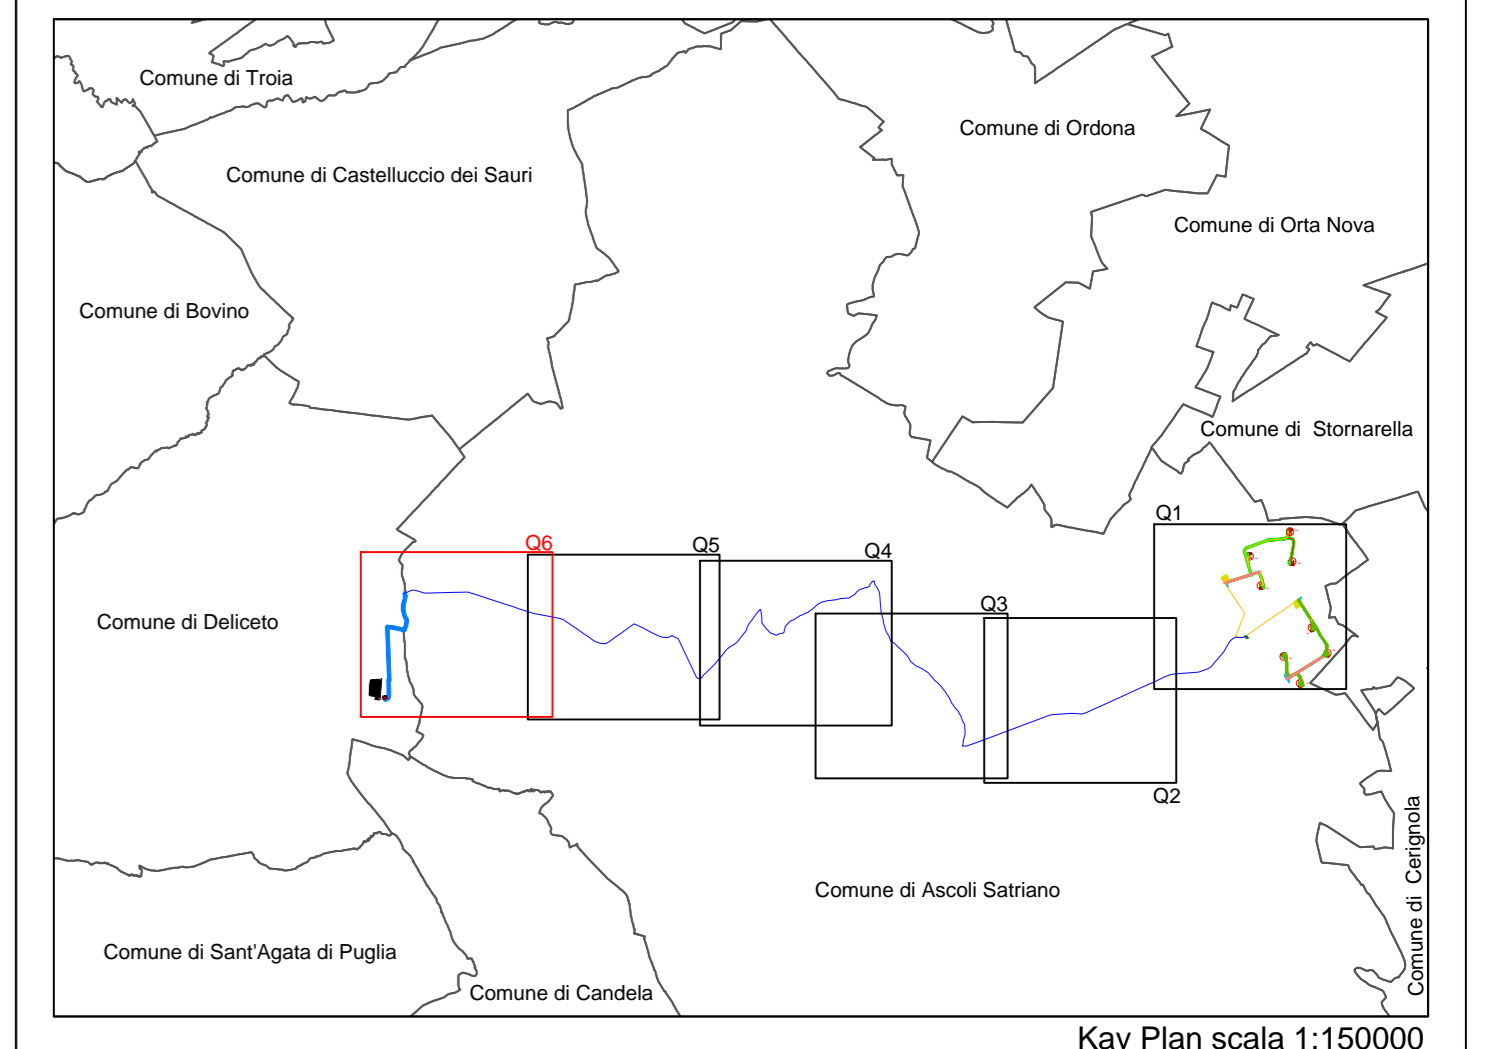 Comune di Troia
Comune di Ordona
Comune di Castelluccio dei Sauri
Comune di Orta Nova
Comune di Bovino
Comune di Stornarella
Q1
Q6
Q5
Q4
Q3
Comune di Deliceto
Q2
Comune di Cerignola
Comune di Ascoli Satriano
Comune di Sant'Agata di Puglia
Comune di Candela
Kay Plan scala 1:150000